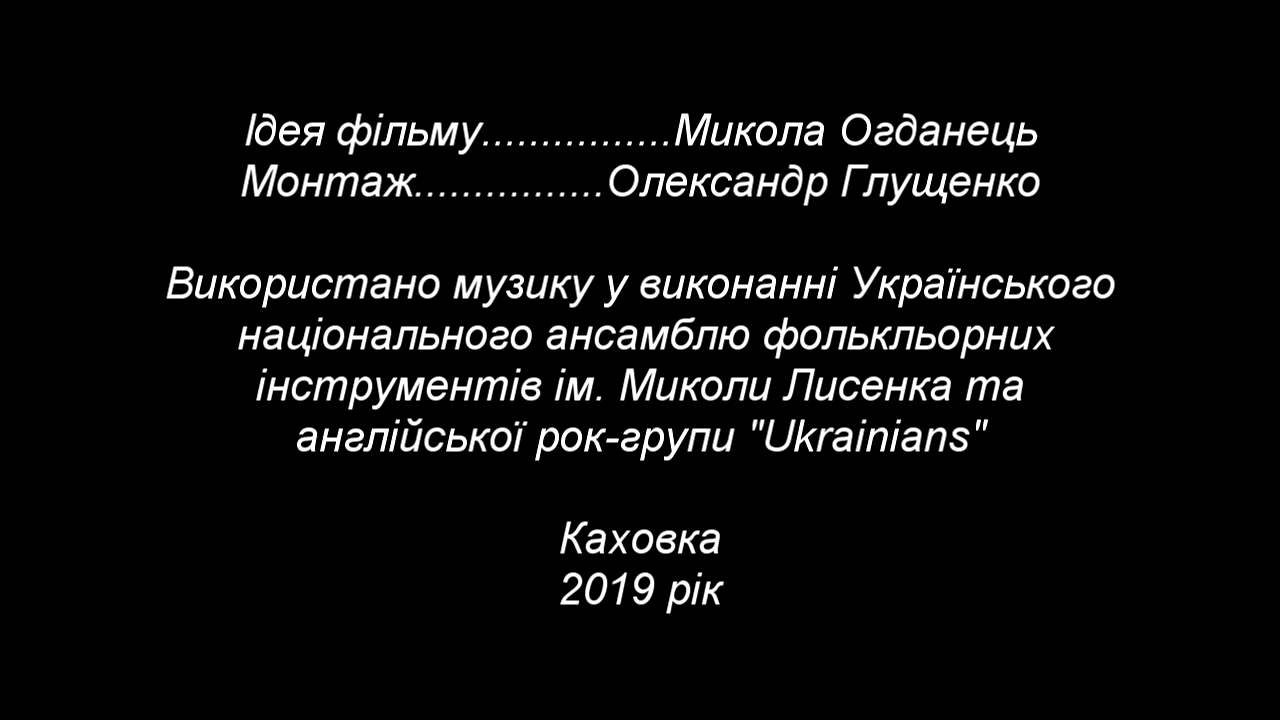 Ідея фільму................Микола Огданець
Монтаж................Олександр Глущенко
Використано музику у виконанні Українського
національного ансамблю фолькльорних
інструментів ім. Миколи Лисенка та
англійської рок-групи "Ukrainians"
Каховка
2019 рік